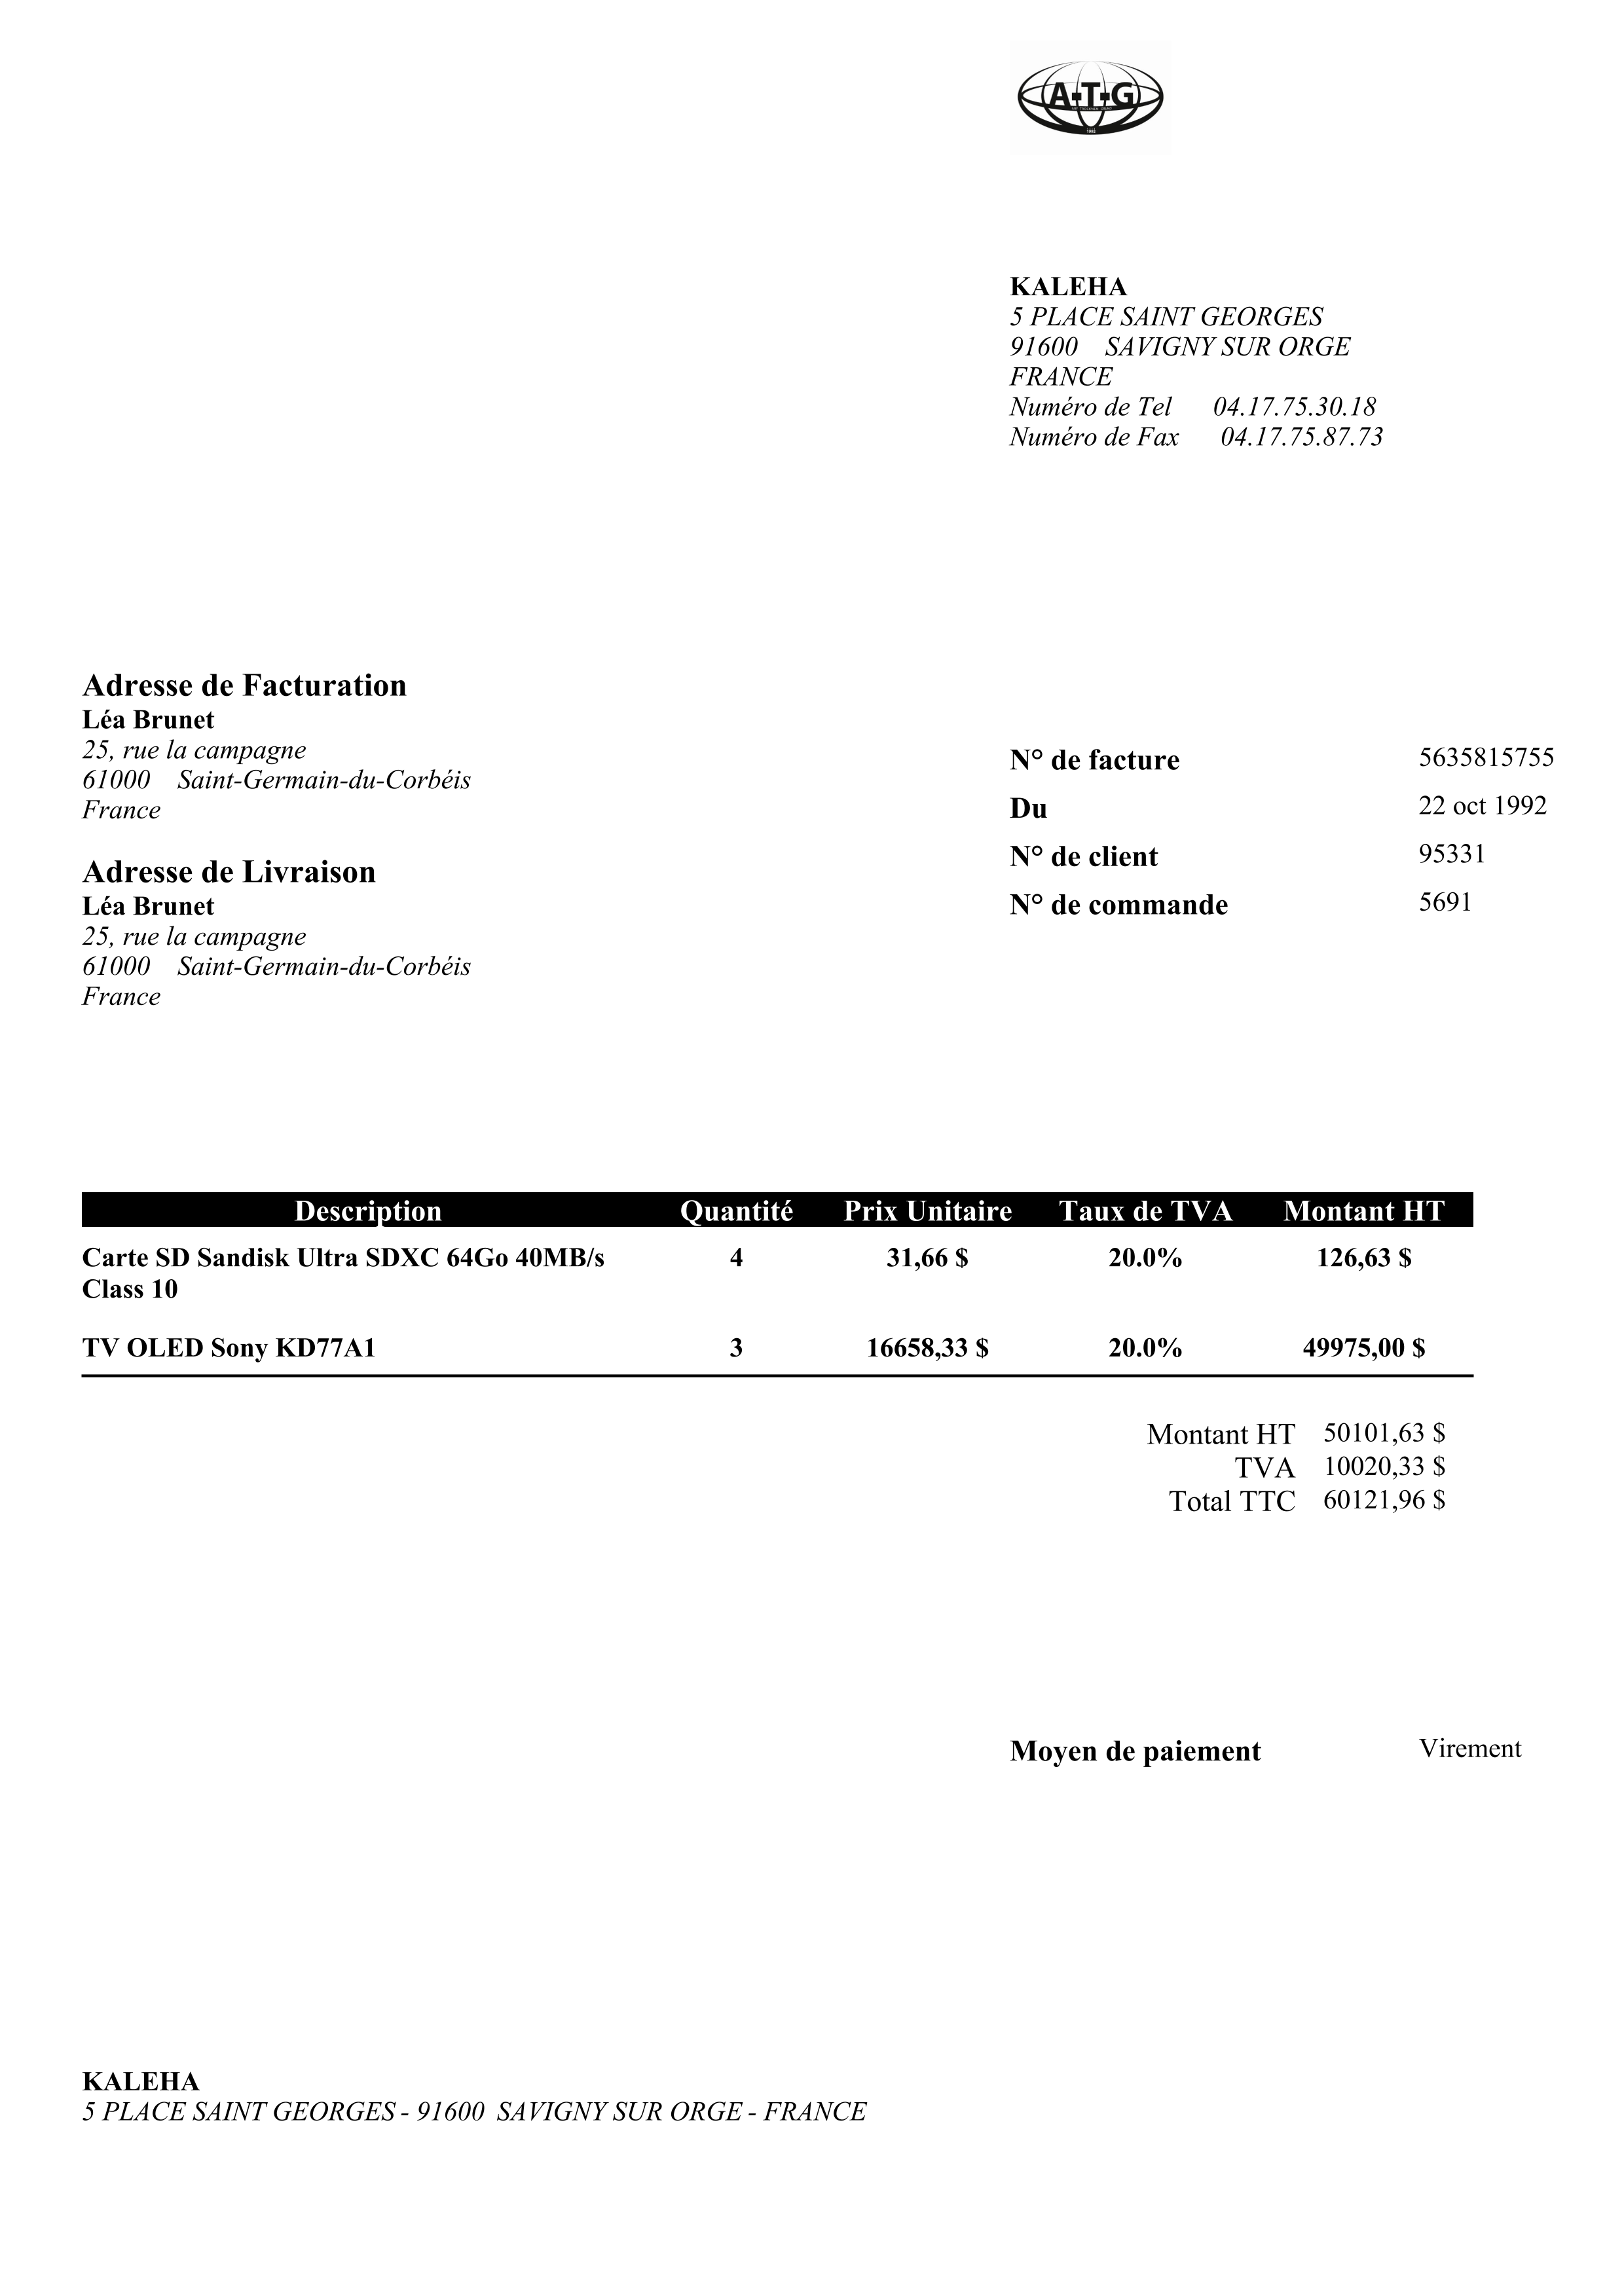 A-T-G
KALEHA
5 PLACE SAINT GEORGES
91600 SAVIGNY SUR ORGE
FRANCE
Numéro de Tel 04.17.75.30.18
Numéro de Fax 04.17.75.87.73
Adresse de Facturation
Léa Brunet
25, rue la campagne
61000 Saint-Germain-du-Corbéis
France
Adresse de Livraison
Léa Brunet
25, rue la campagne
61000 Saint-Germain-du-Corbéis
France
N° de facture 5635815755
Du 22 oct 1992
N° de client 95331
N° de commande 5691
Description Quantité Prix Unitaire Taux de TVA Montant HT
Carte SD Sandisk Ultra SDXC 64Go 40MB/s 4 31,66 $ 20.0% 126,63 $
Class 10
TV OLED Sony KD77A1 3 16658,33 $ 20.0% 49975,00 $
Montant HT 50101,63 $
TVA 10020,33 $
Total TTC 60121,96 $
Moyen de paiement Virement
KALEHA
5 PLACE SAINT GEORGES - 91600 SAVIGNY SUR ORGE - FRANCE